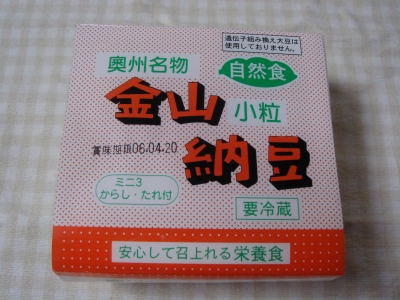 遺伝子組み換え大豆は
使用しておりません。
奥州名物
自然食
金山
小粒
賞味期限06.04.20
納豆
ミニ3
からし・たれ付
要冷蔵
安心して召上れる栄養食